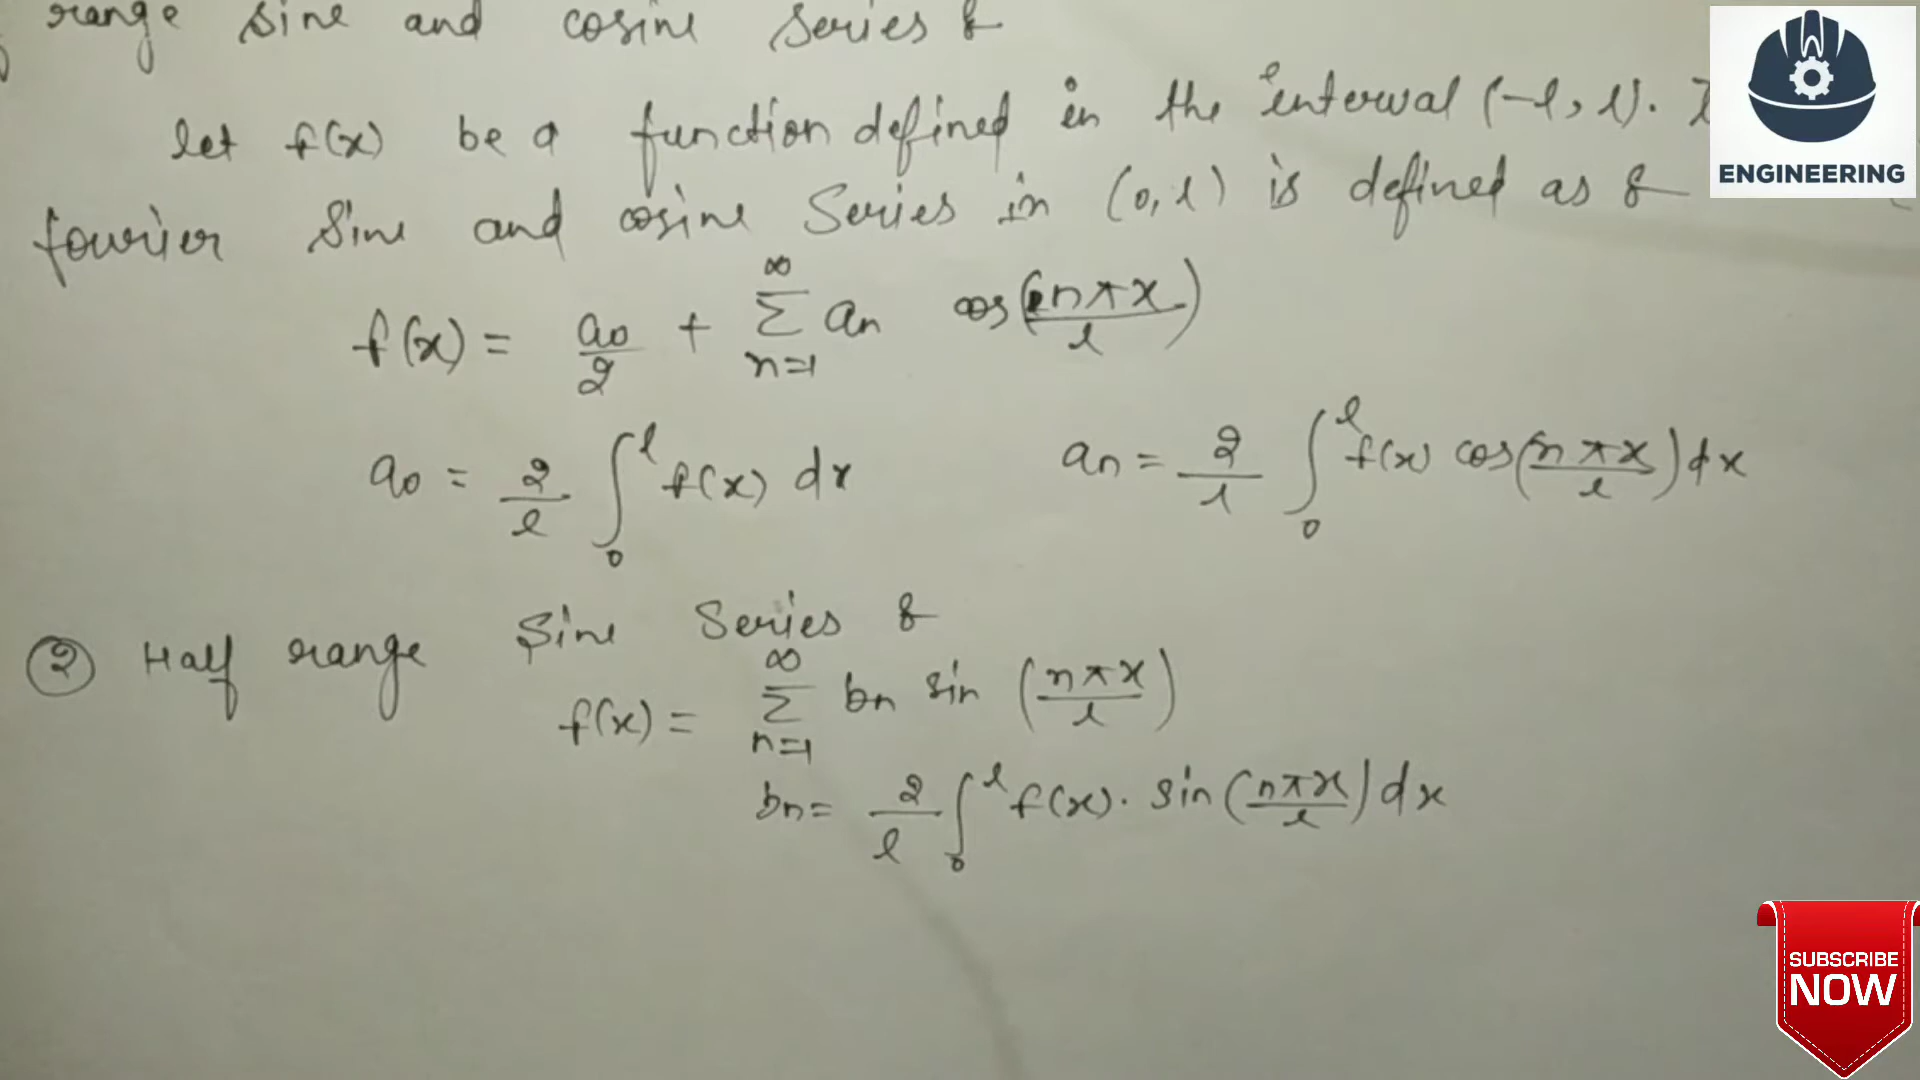 range sine and cosine series :-
let f(x) be a function defined in the interval (-l, l).
fourier Sine and cosine Series in (0, l) is defined as :-
f(x) = a0/2 + ∑_{n=1}^{∞} an cos(nπx/l)
a0 = 2/l ∫_0^l f(x) dx    an = 2/l ∫_0^l f(x) cos(nπx/l) dx
② Half range Sine Series :-
f(x) = ∑_{n=1}^{∞} bn sin (nπx/l)
bn = 2/l ∫_0^l f(x). sin(nπx/l) dx
ENGINEERING
SUBSCRIBE
NOW